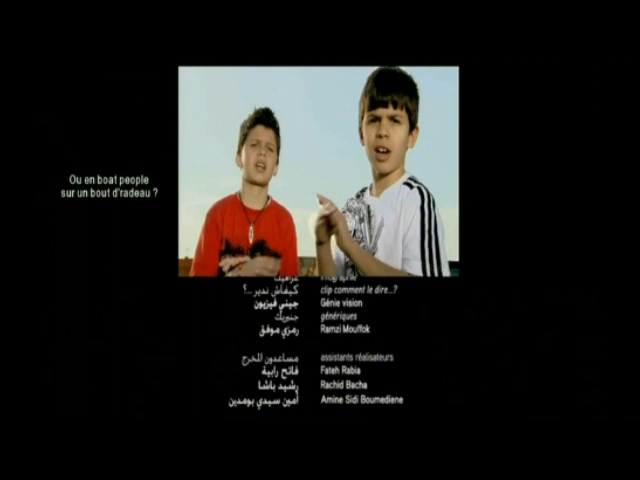 Ou en boat people
sur un bout d'radeau ?
كيفاش ندير ...؟ clip comment le dire...?
جيني فيزيون Génie vision
جنيريك génériques
رمزي موفق Ramzi Mouffok
مساعدون للمخرج assistants réalisateurs
فاتح رابية Fateh Rabia
رشيد باشا Rachid Bacha
أمين سيدي بومدين Amine Sidi Boumediene